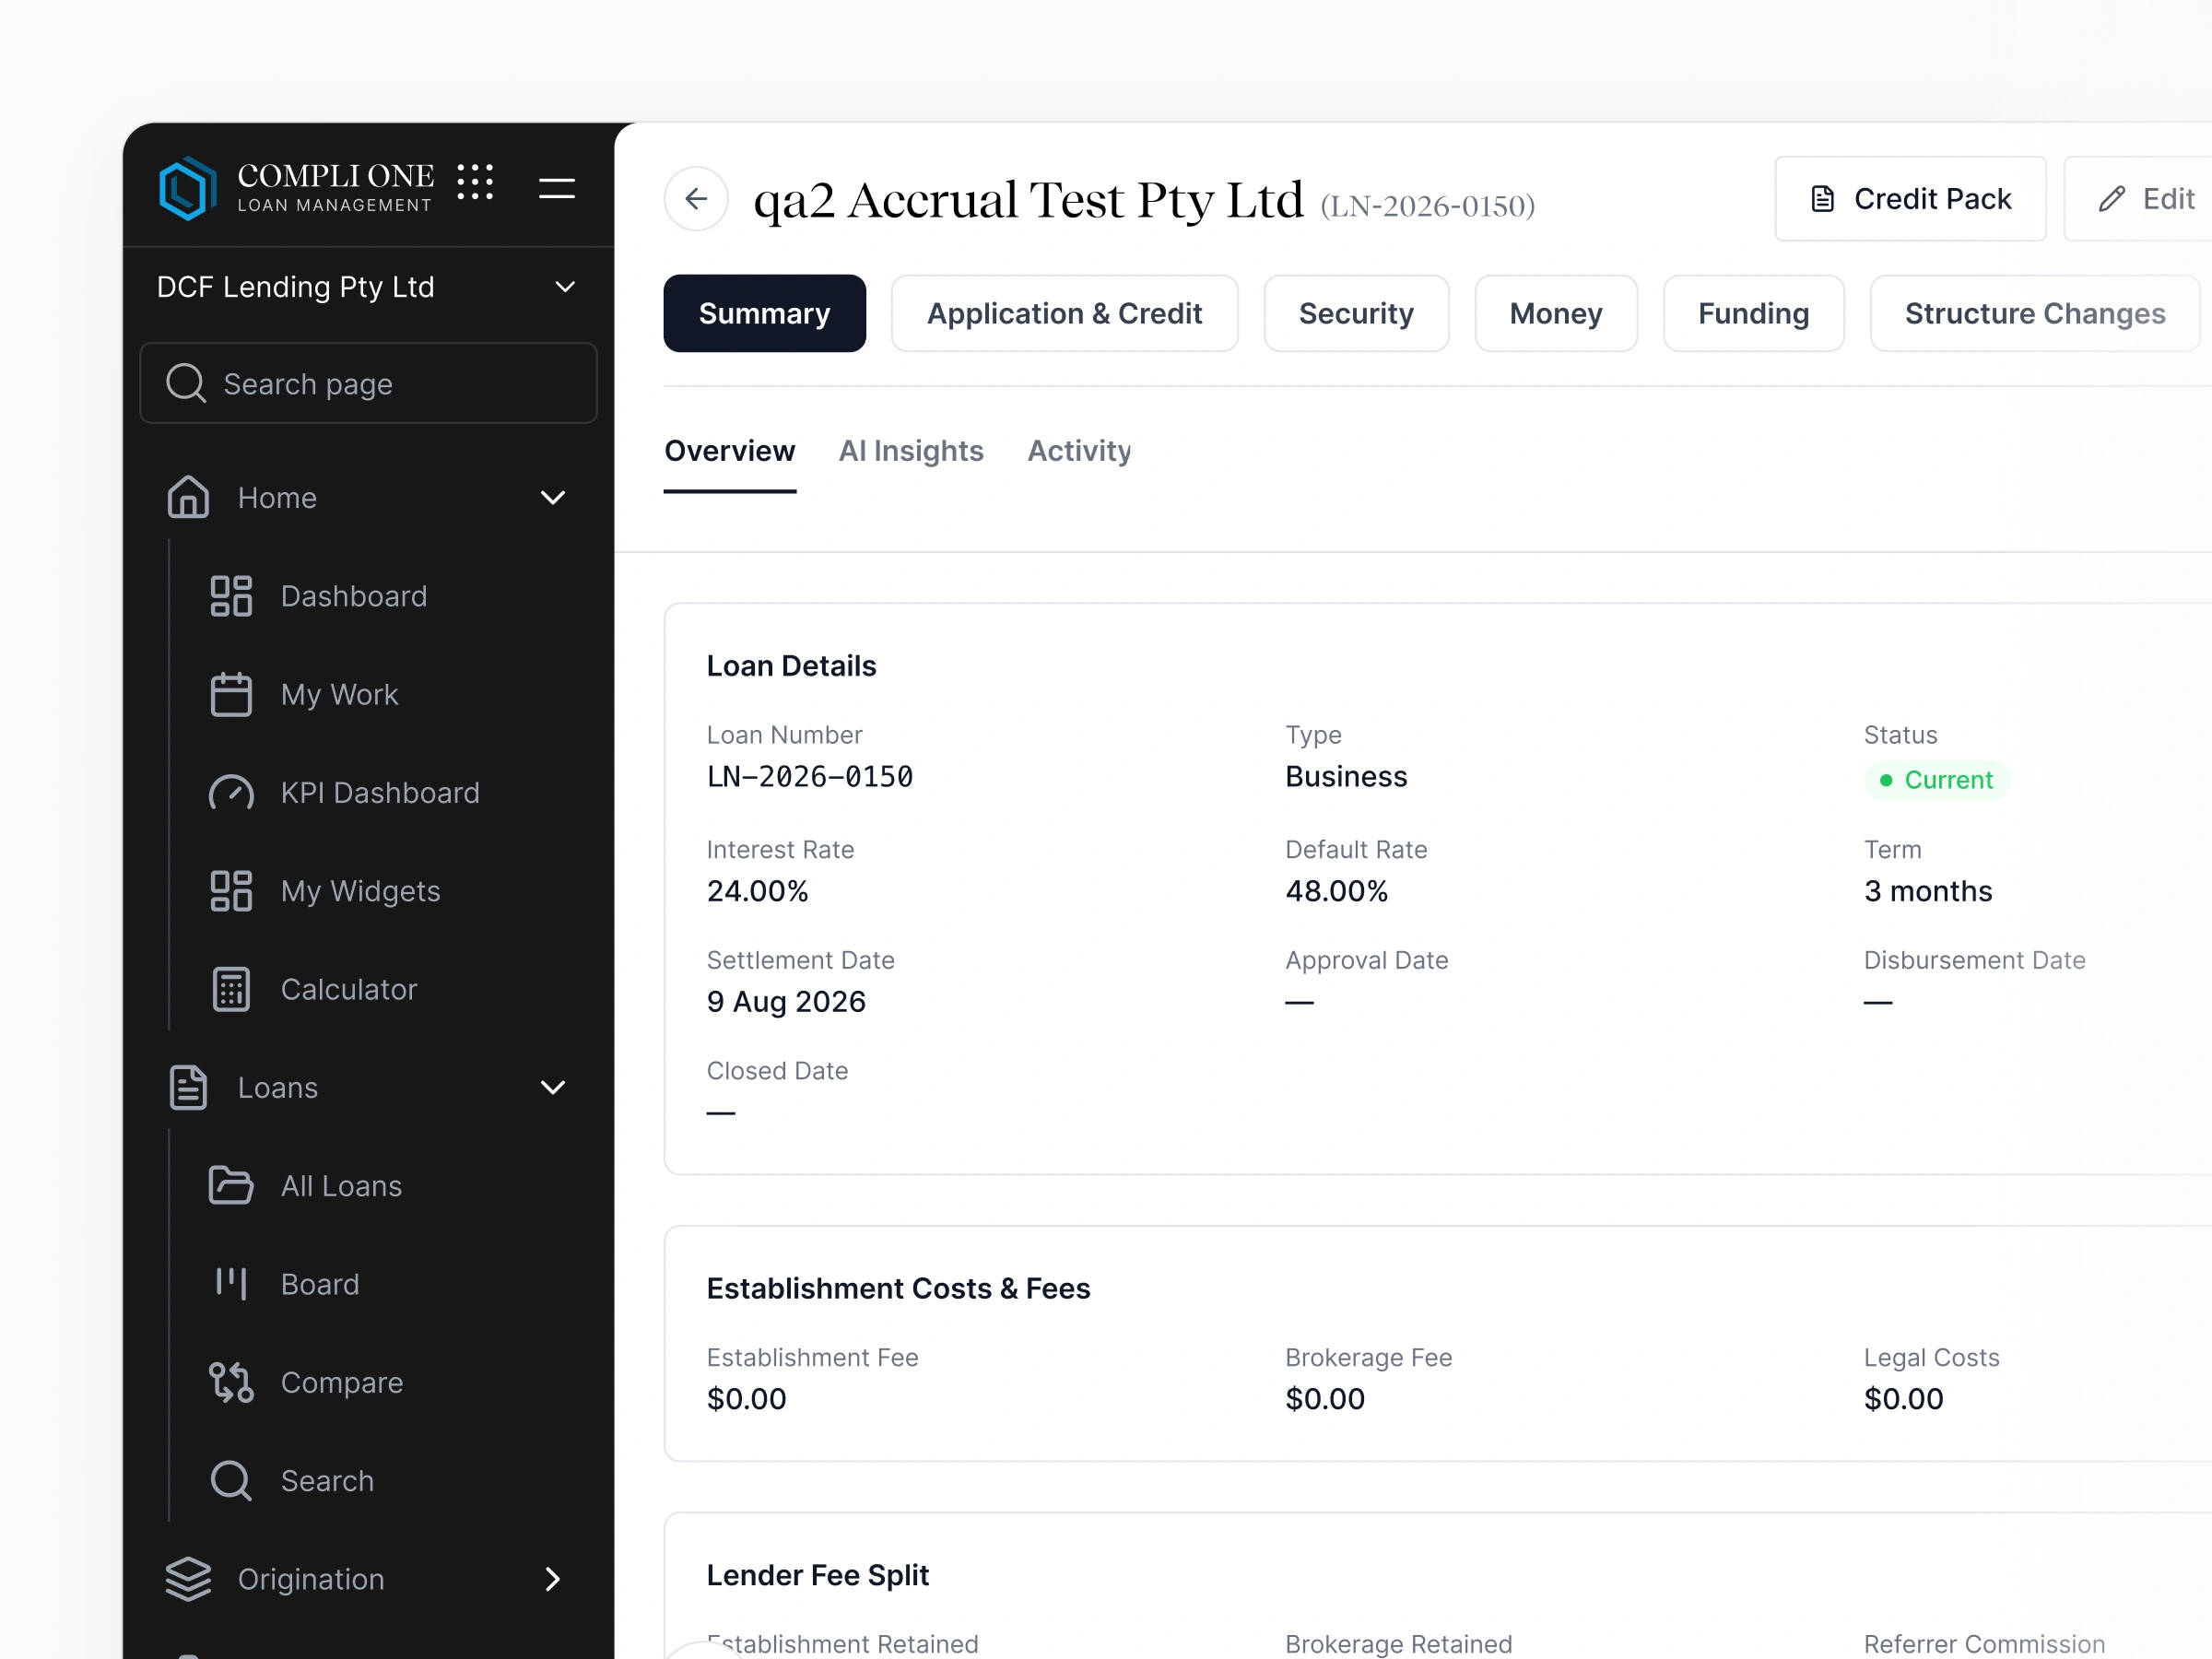 COMPLI ONE
LOAN MANAGEMENT
DCF Lending Pty Ltd
Search page
Home
Dashboard
My Work
KPI Dashboard
My Widgets
Calculator
Loans
All Loans
Board
Compare
Search
Origination
qa2 Accrual Test Pty Ltd (LN-2026-0150)
Credit Pack
Edit
Summary
Application & Credit
Security
Money
Funding
Structure Changes
Overview
AI Insights
Activity
Loan Details
Loan Number
LN-2026-0150
Type
Business
Status
Current
Interest Rate
24.00%
Default Rate
48.00%
Term
3 months
Settlement Date
9 Aug 2026
Approval Date
—
Disbursement Date
—
Closed Date
—
Establishment Costs & Fees
Establishment Fee
$0.00
Brokerage Fee
$0.00
Legal Costs
$0.00
Lender Fee Split
Establishment Retained
Brokerage Retained
Referrer Commission